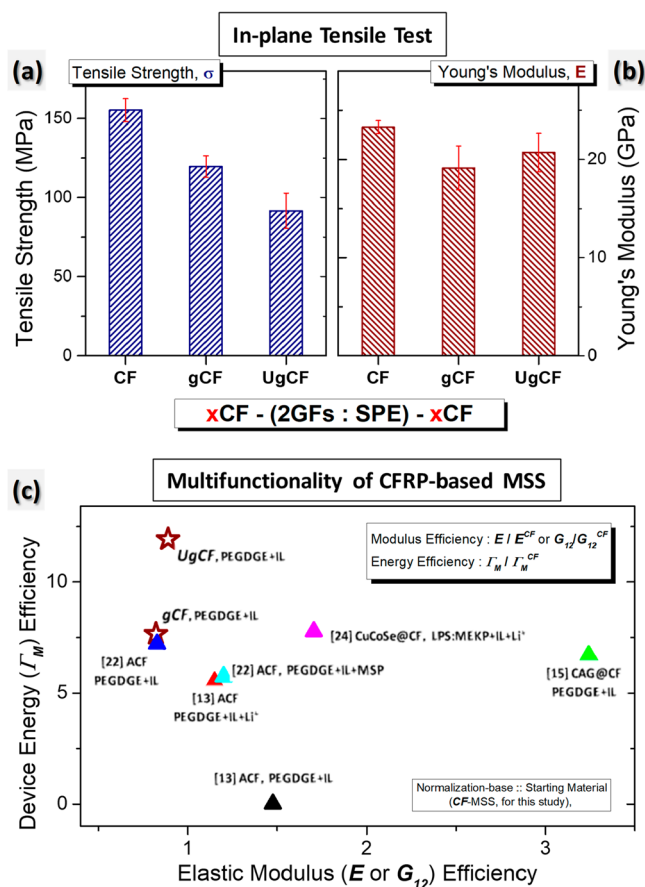 In-plane Tensile Test
(a)
Tensile Strength, σ
Young's Modulus, E
(b)
Tensile Strength (MPa)
150
100
50
0
CF
gCF
UgCF
CF
gCF
UgCF
20
10
0
Young's Modulus (GPa)
xCF - (2GFs : SPE) - xCF
(c)
Multifunctionality of CFRP-based MSS
Device Energy (Γ_M) Efficiency
10
5
0
UgCF, PEGDGE+IL
Modulus Efficiency : E / E^CF or G₁₂/G₁₂^CF
Energy Efficiency : Γ_M / Γ_M^CF
gCF, PEGDGE+IL
[22] ACF
PEGDGE+IL
[24] CuCoSe@CF, LPS:MEKP+IL+Li⁺
[22] ACF, PEGDGE+IL+MSP
[13] ACF
PEGDGE+IL+Li⁺
[15] CAG@CF
PEGDGE+IL
[13] ACF, PEGDGE+IL
Normalization-base :: Starting Material
(CF-MSS, for this study),
1
2
3
Elastic Modulus (E or G₁₂) Efficiency